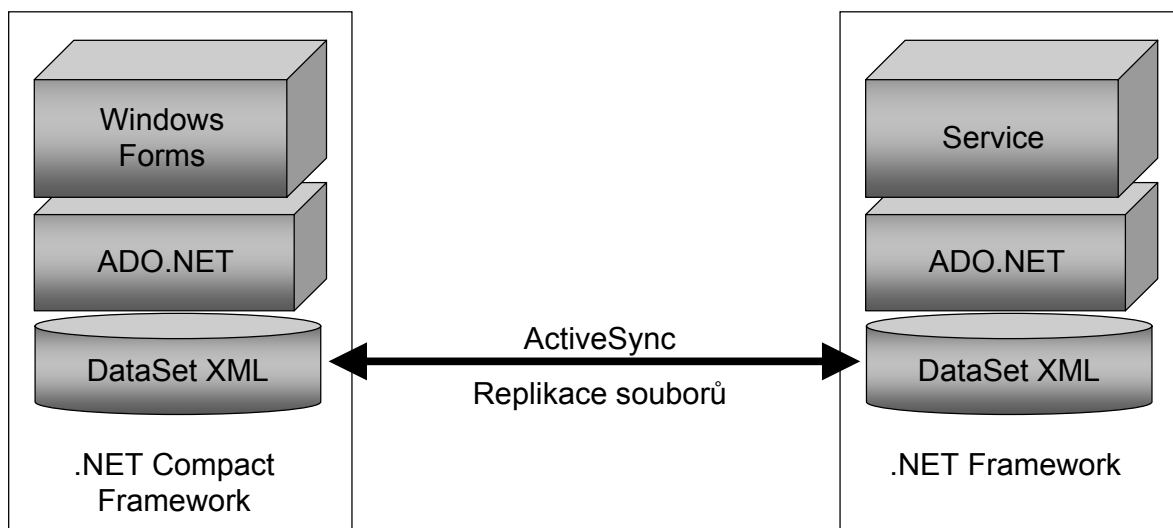 Windows
Forms
ADO.NET
DataSet XML
.NET Compact
Framework
ActiveSync
Replikace souborů
Service
ADO.NET
DataSet XML
.NET Framework